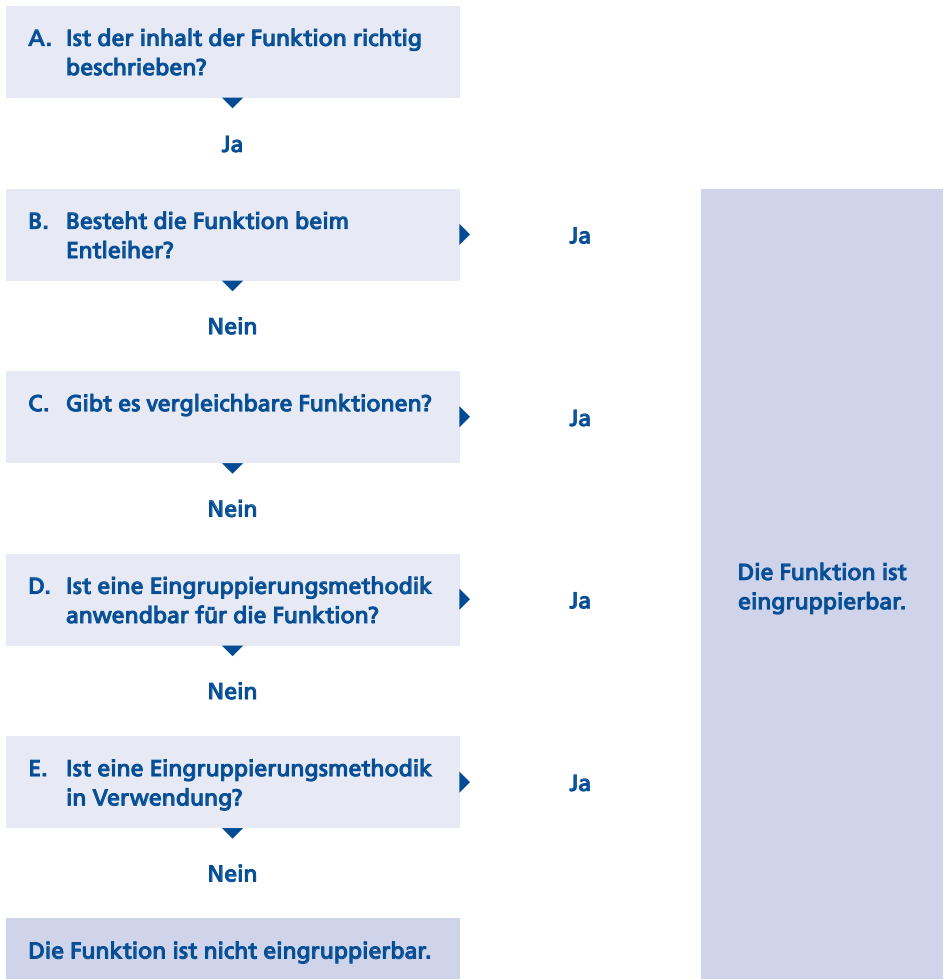 A. Ist der inhalt der Funktion richtig
beschrieben?
Ja
B. Besteht die Funktion beim
Entleiher?
Ja
Nein
C. Gibt es vergleichbare Funktionen?
Ja
Nein
D. Ist eine Eingruppierungsmethodik
anwendbar für die Funktion?
Ja
Nein
E. Ist eine Eingruppierungsmethodik
in Verwendung?
Ja
Nein
Die Funktion ist nicht eingruppierbar.
Die Funktion ist
eingruppierbar.